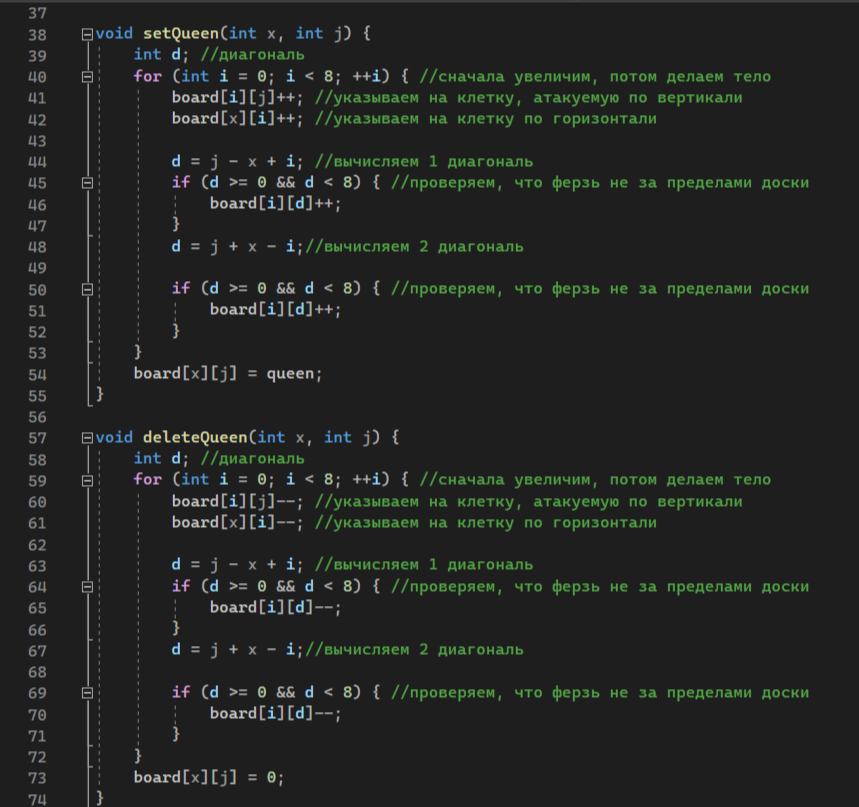 37
38 void setQueen(int x, int j) {
39 int d; //диагональ
40 for (int i = 0; i < 8; ++i) { //сначала увеличим, потом делаем тело
41 board[i][j]++; //указываем на клетку, атакуемую по вертикали
42 board[x][i]++; //указываем на клетку по горизонтали
43
44 d = j - x + i; //вычисляем 1 диагональ
45 if (d >= 0 && d < 8) { //проверяем, что ферзь не за пределами доски
46 board[i][d]++;
47 }
48 d = j + x - i;//вычисляем 2 диагональ
49
50 if (d >= 0 && d < 8) { //проверяем, что ферзь не за пределами доски
51 board[i][d]++;
52 }
53 }
54 board[x][j] = queen;
55 }
56
57 void deleteQueen(int x, int j) {
58 int d; //диагональ
59 for (int i = 0; i < 8; ++i) { //сначала увеличим, потом делаем тело
60 board[i][j]--; //указываем на клетку, атакуемую по вертикали
61 board[x][i]--; //указываем на клетку по горизонтали
62
63 d = j - x + i; //вычисляем 1 диагональ
64 if (d >= 0 && d < 8) { //проверяем, что ферзь не за пределами доски
65 board[i][d]--;
66 }
67 d = j + x - i;//вычисляем 2 диагональ
68
69 if (d >= 0 && d < 8) { //проверяем, что ферзь не за пределами доски
70 board[i][d]--;
71 }
72 }
73 board[x][j] = 0;
74 }